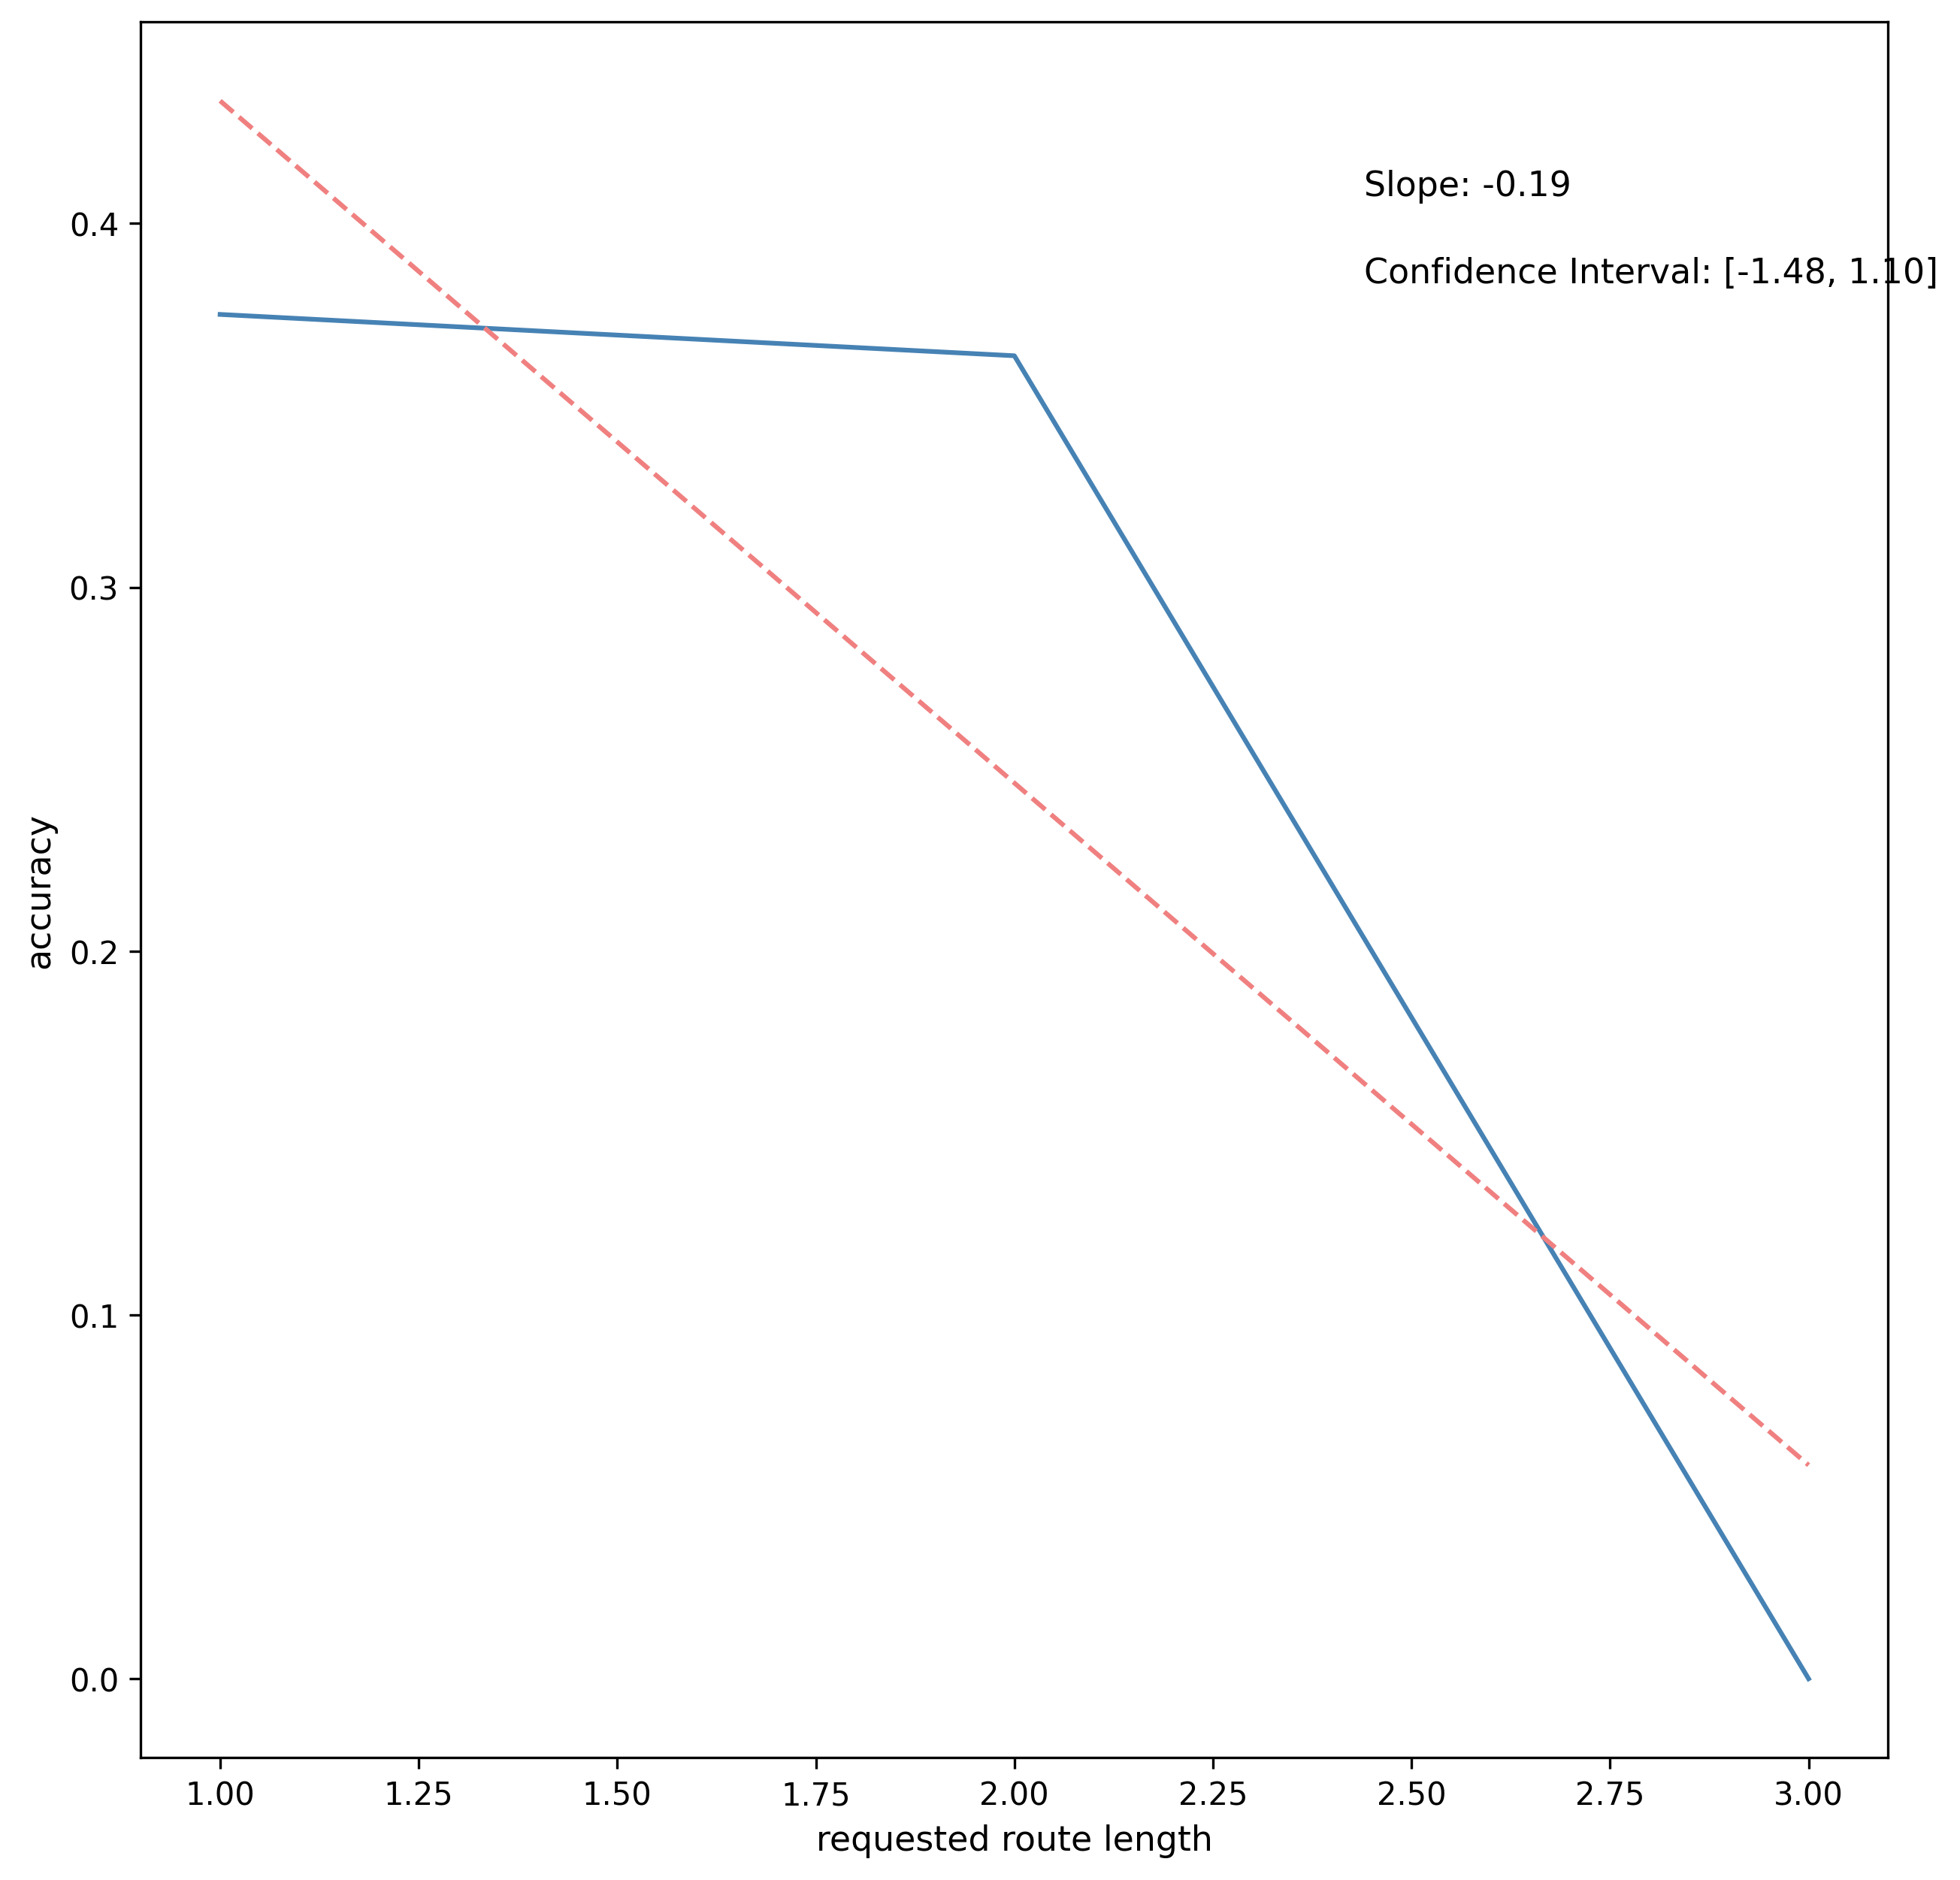 Slope: -0.19
Confidence Interval: [-1.48, 1.10]
accuracy
0.4
0.3
0.2
0.1
0.0
1.00 1.25 1.50 1.75 2.00 2.25 2.50 2.75 3.00
requested route length